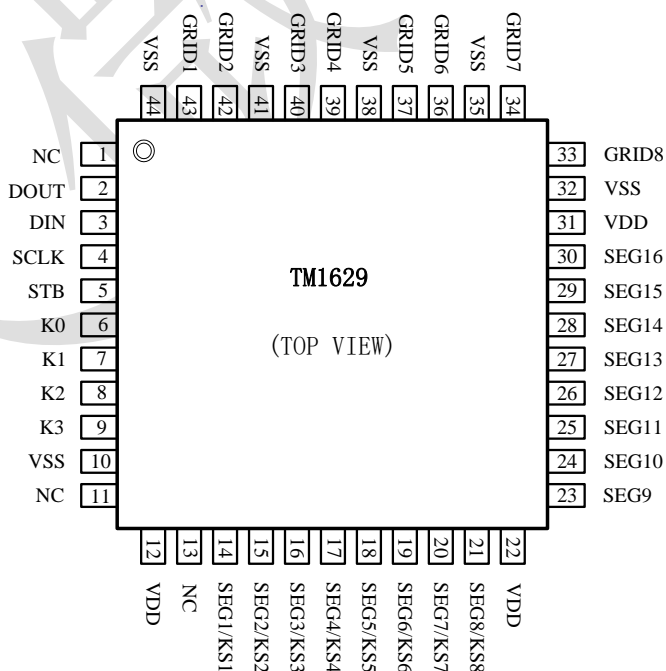 VSS
GRID1
GRID2
VSS
GRID3
GRID4
VSS
GRID5
GRID6
VSS
GRID7
44
43
42
41
40
39
38
37
36
35
34
NC 1
DOUT 2
DIN 3
SCLK 4
STB 5
K0 6
K1 7
K2 8
K3 9
VSS 10
NC 11
TM1629
(TOP VIEW)
33 GRID8
32 VSS
31 VDD
30 SEG16
29 SEG15
28 SEG14
27 SEG13
26 SEG12
25 SEG11
24 SEG10
23 SEG9
12
13
14
15
16
17
18
19
20
21
22
VDD
NC
SEG1/KS1
SEG2/KS2
SEG3/KS3
SEG4/KS4
SEG5/KS5
SEG6/KS6
SEG7/KS7
SEG8/KS8
VDD